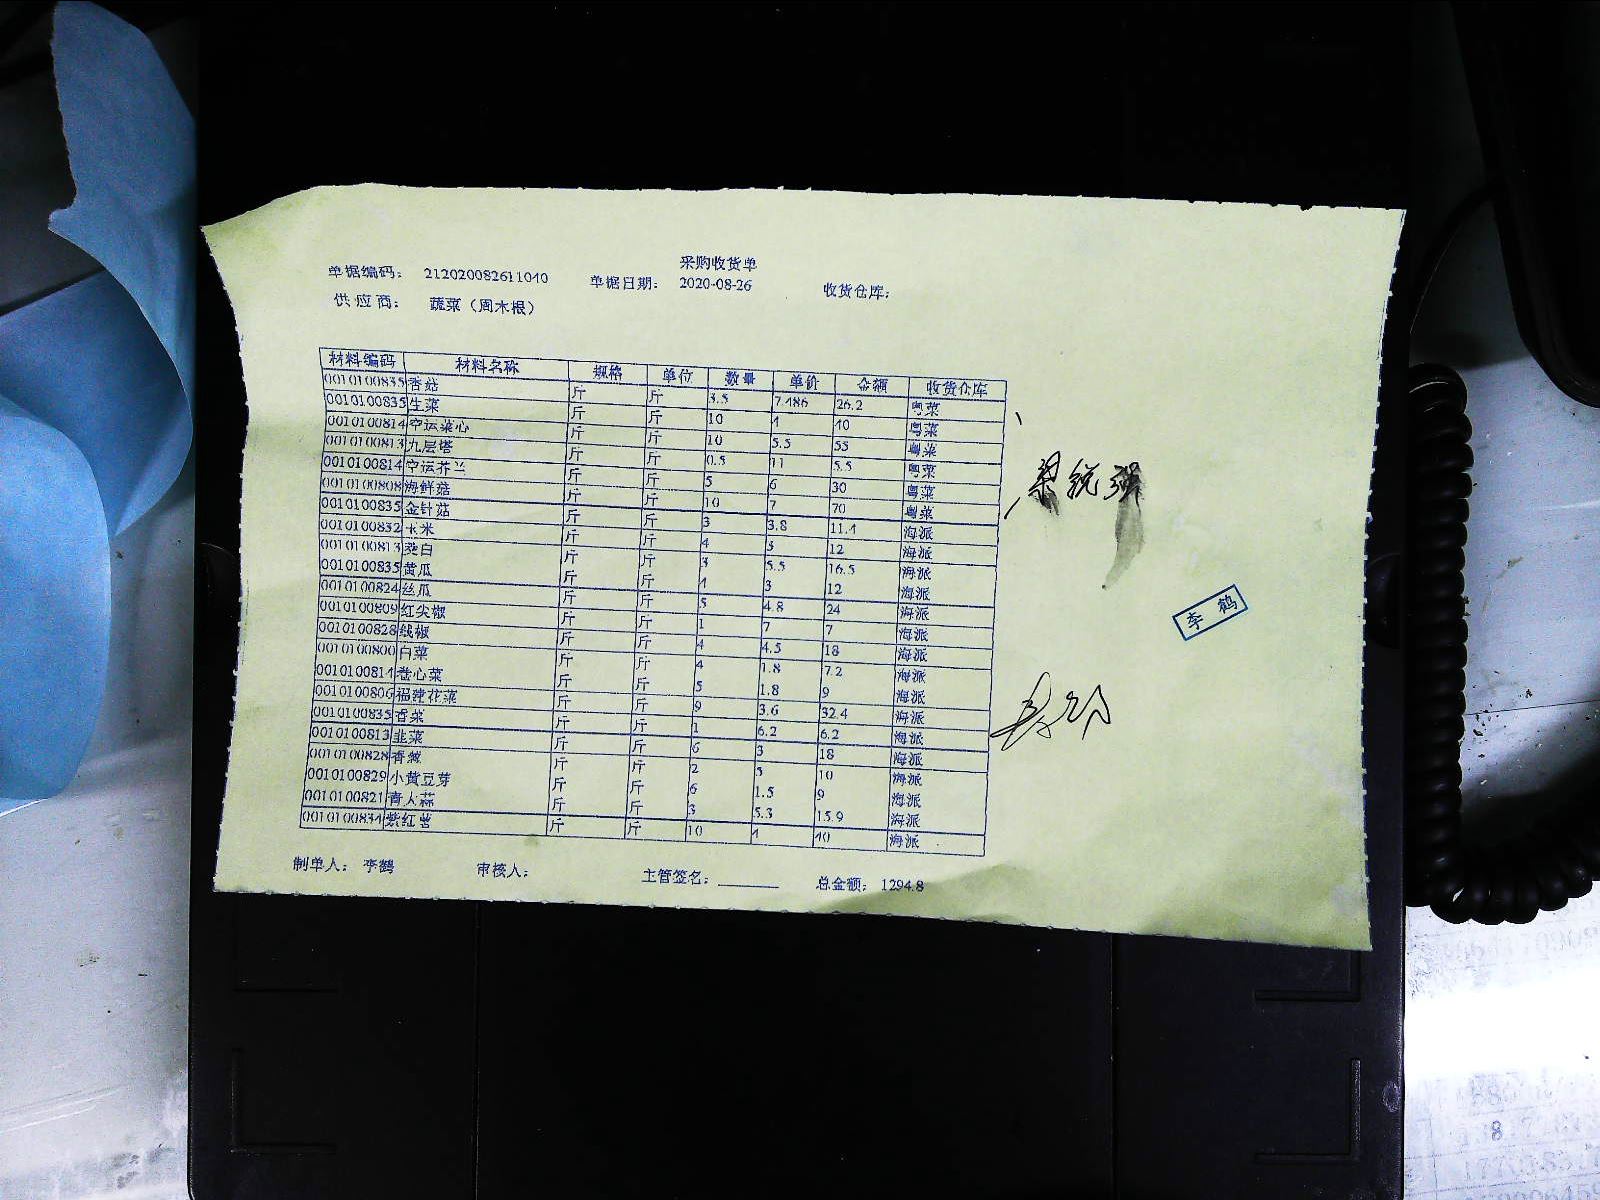 采购收货单
单据编码： 212020082611040 单据日期： 2020-08-26 收货仓库：
供应商： 蔬菜（周木根）
材料编码 材料名称 规格 单位 数量 单价 金额 收货仓库
0010100835 香菇 斤 斤 3.5 7.486 26.2 粤菜
0010100835 生菜 斤 斤 10 4 40 粤菜
0010100814 空运菜心 斤 斤 10 5.5 55 粤菜
0010100813 九层塔 斤 斤 0.5 11 5.5 粤菜
0010100814 空运芥兰 斤 斤 5 6 30 粤菜
0010100808 海鲜菇 斤 斤 10 7 70 粤菜
0010100835 金针菇 斤 斤 3 3.8 11.4 海派
0010100832 玉米 斤 斤 4 3 12 海派
0010100813 茭白 斤 斤 3 5.5 16.5 海派
0010100835 黄瓜 斤 斤 4 3 12 海派
0010100824 丝瓜 斤 斤 5 4.8 24 海派
0010100809 红尖椒 斤 斤 1 7 7 海派
0010100828 线椒 斤 斤 4 4.5 18 海派
0010100800 白菜 斤 斤 4 1.8 7.2 海派
0010100814 卷心菜 斤 斤 5 1.8 9 海派
0010100806 福建花菜 斤 斤 9 3.6 32.4 海派
0010100835 香菜 斤 斤 1 6.2 6.2 海派
0010100813 韭菜 斤 斤 6 3 18 海派
0010100828 香葱 斤 斤 2 5 10 海派
0010100829 小黄豆芽 斤 斤 6 1.5 9 海派
0010100821 青大蒜 斤 斤 3 5.3 15.9 海派
0010100834 紫红薯 斤 斤 10 4 40 海派
制单人： 李鹤 审核人： 主管签名：______ 总金额： 1294.8
李鹤